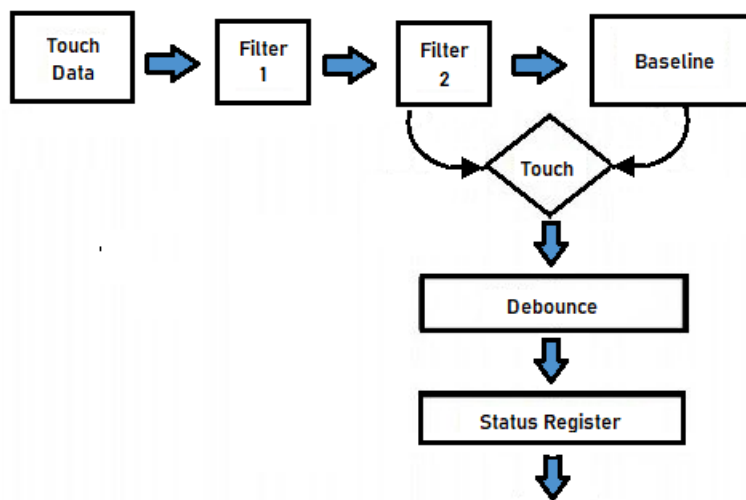 Touch
Data
Filter
1
Filter
2
Baseline
Touch
Debounce
Status Register